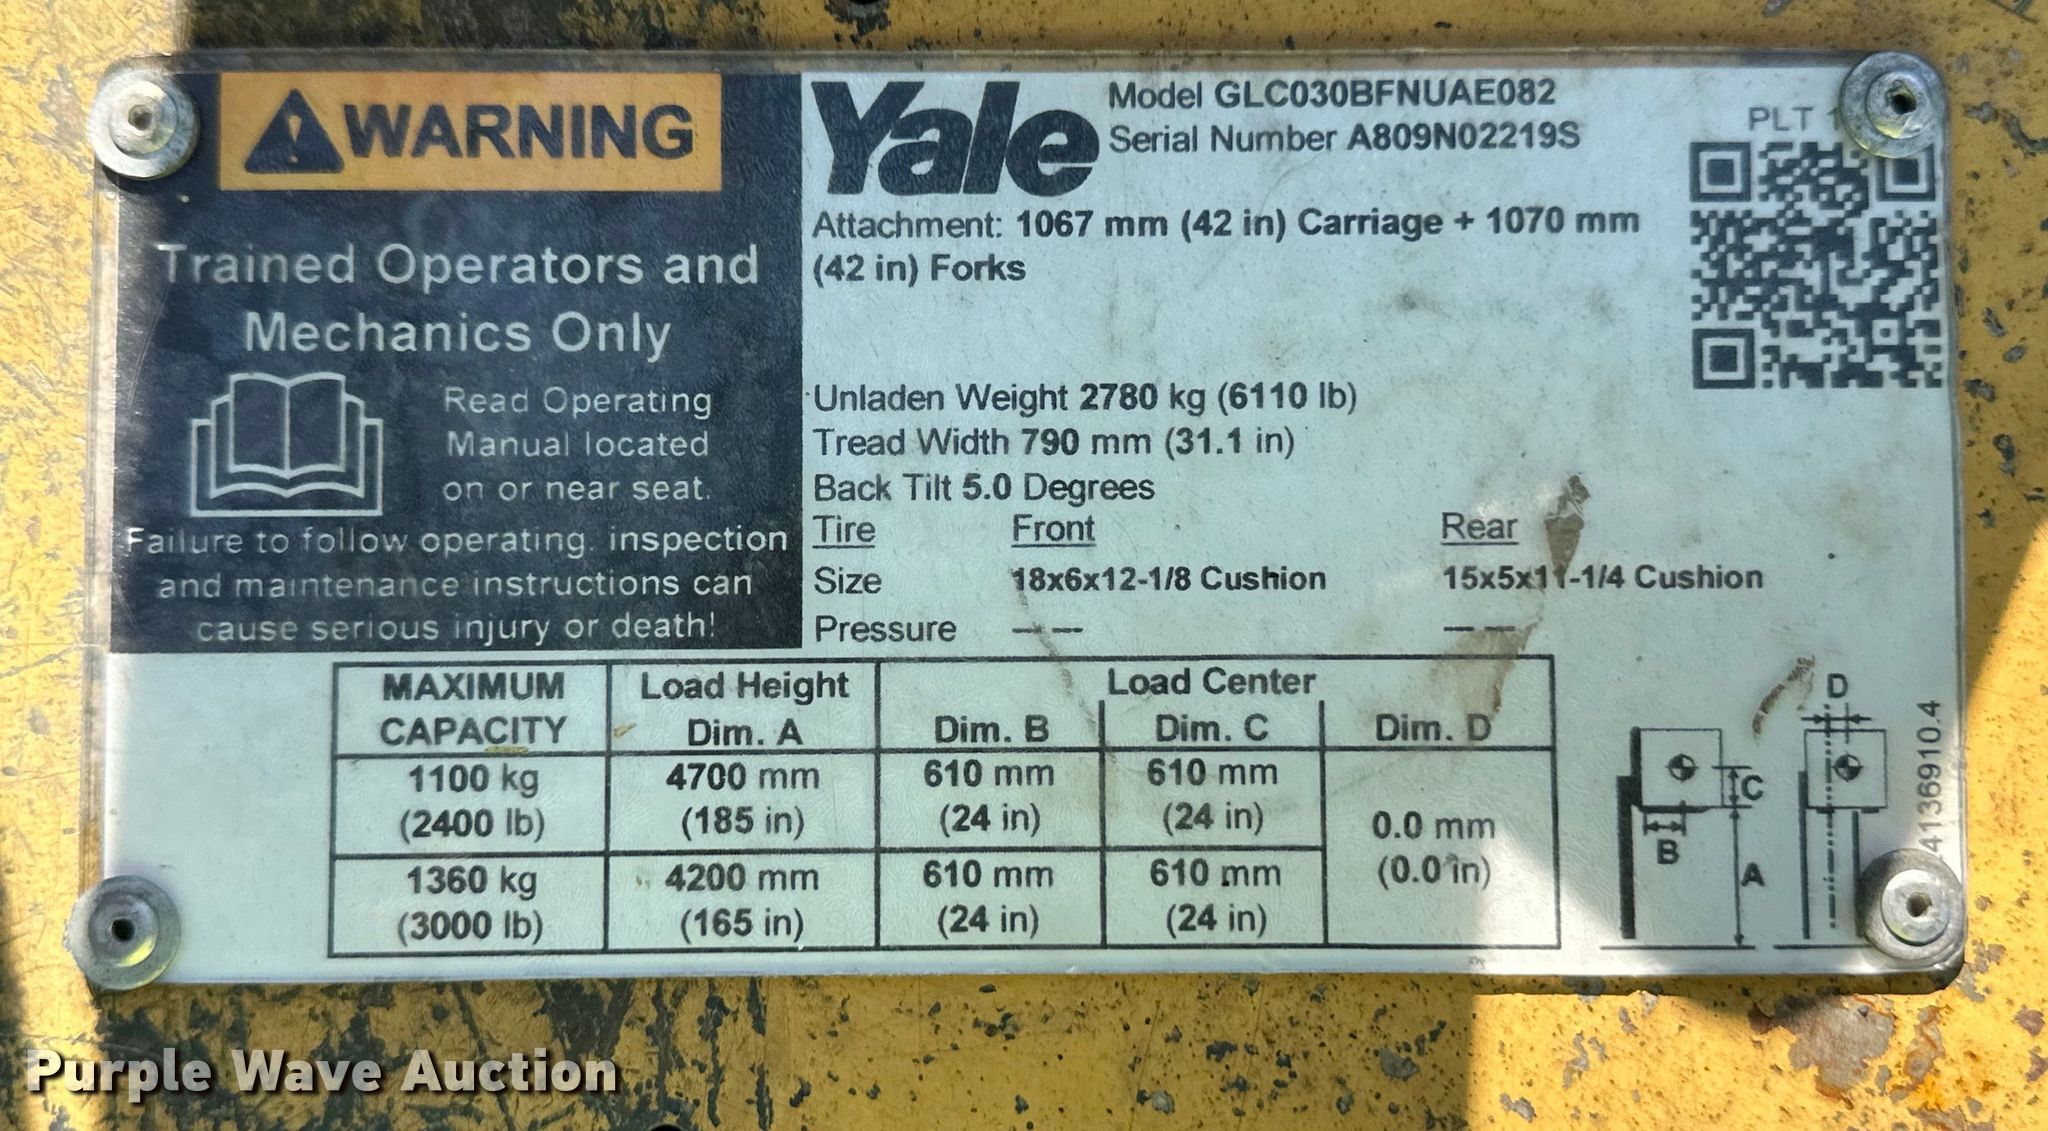 WARNING
Trained Operators and
Mechanics Only
Read Operating
Manual located
on or near seat.
Failure to follow operating, inspection
and maintenance instructions can
cause serious injury or death!
Yale
Model GLC030BFNUAE082
Serial Number A809N02219S
PLT
Attachment: 1067 mm (42 in) Carriage + 1070 mm
(42 in) Forks
Unladen Weight 2780 kg (6110 lb)
Tread Width 790 mm (31.1 in)
Back Tilt 5.0 Degrees
Tire Front Rear
Size 18x6x12-1/8 Cushion 15x5x11-1/4 Cushion
Pressure — — — —
MAXIMUM CAPACITY Load Height Dim. A Load Center Dim. B Dim. C Dim. D
1100 kg 4700 mm 610 mm 610 mm
(2400 lb) (185 in) (24 in) (24 in)
0.0 mm
(0.0 in)
1360 kg 4200 mm 610 mm 610 mm
(3000 lb) (165 in) (24 in) (24 in)
D
C
B
A
4136910.4
Purple Wave Auction